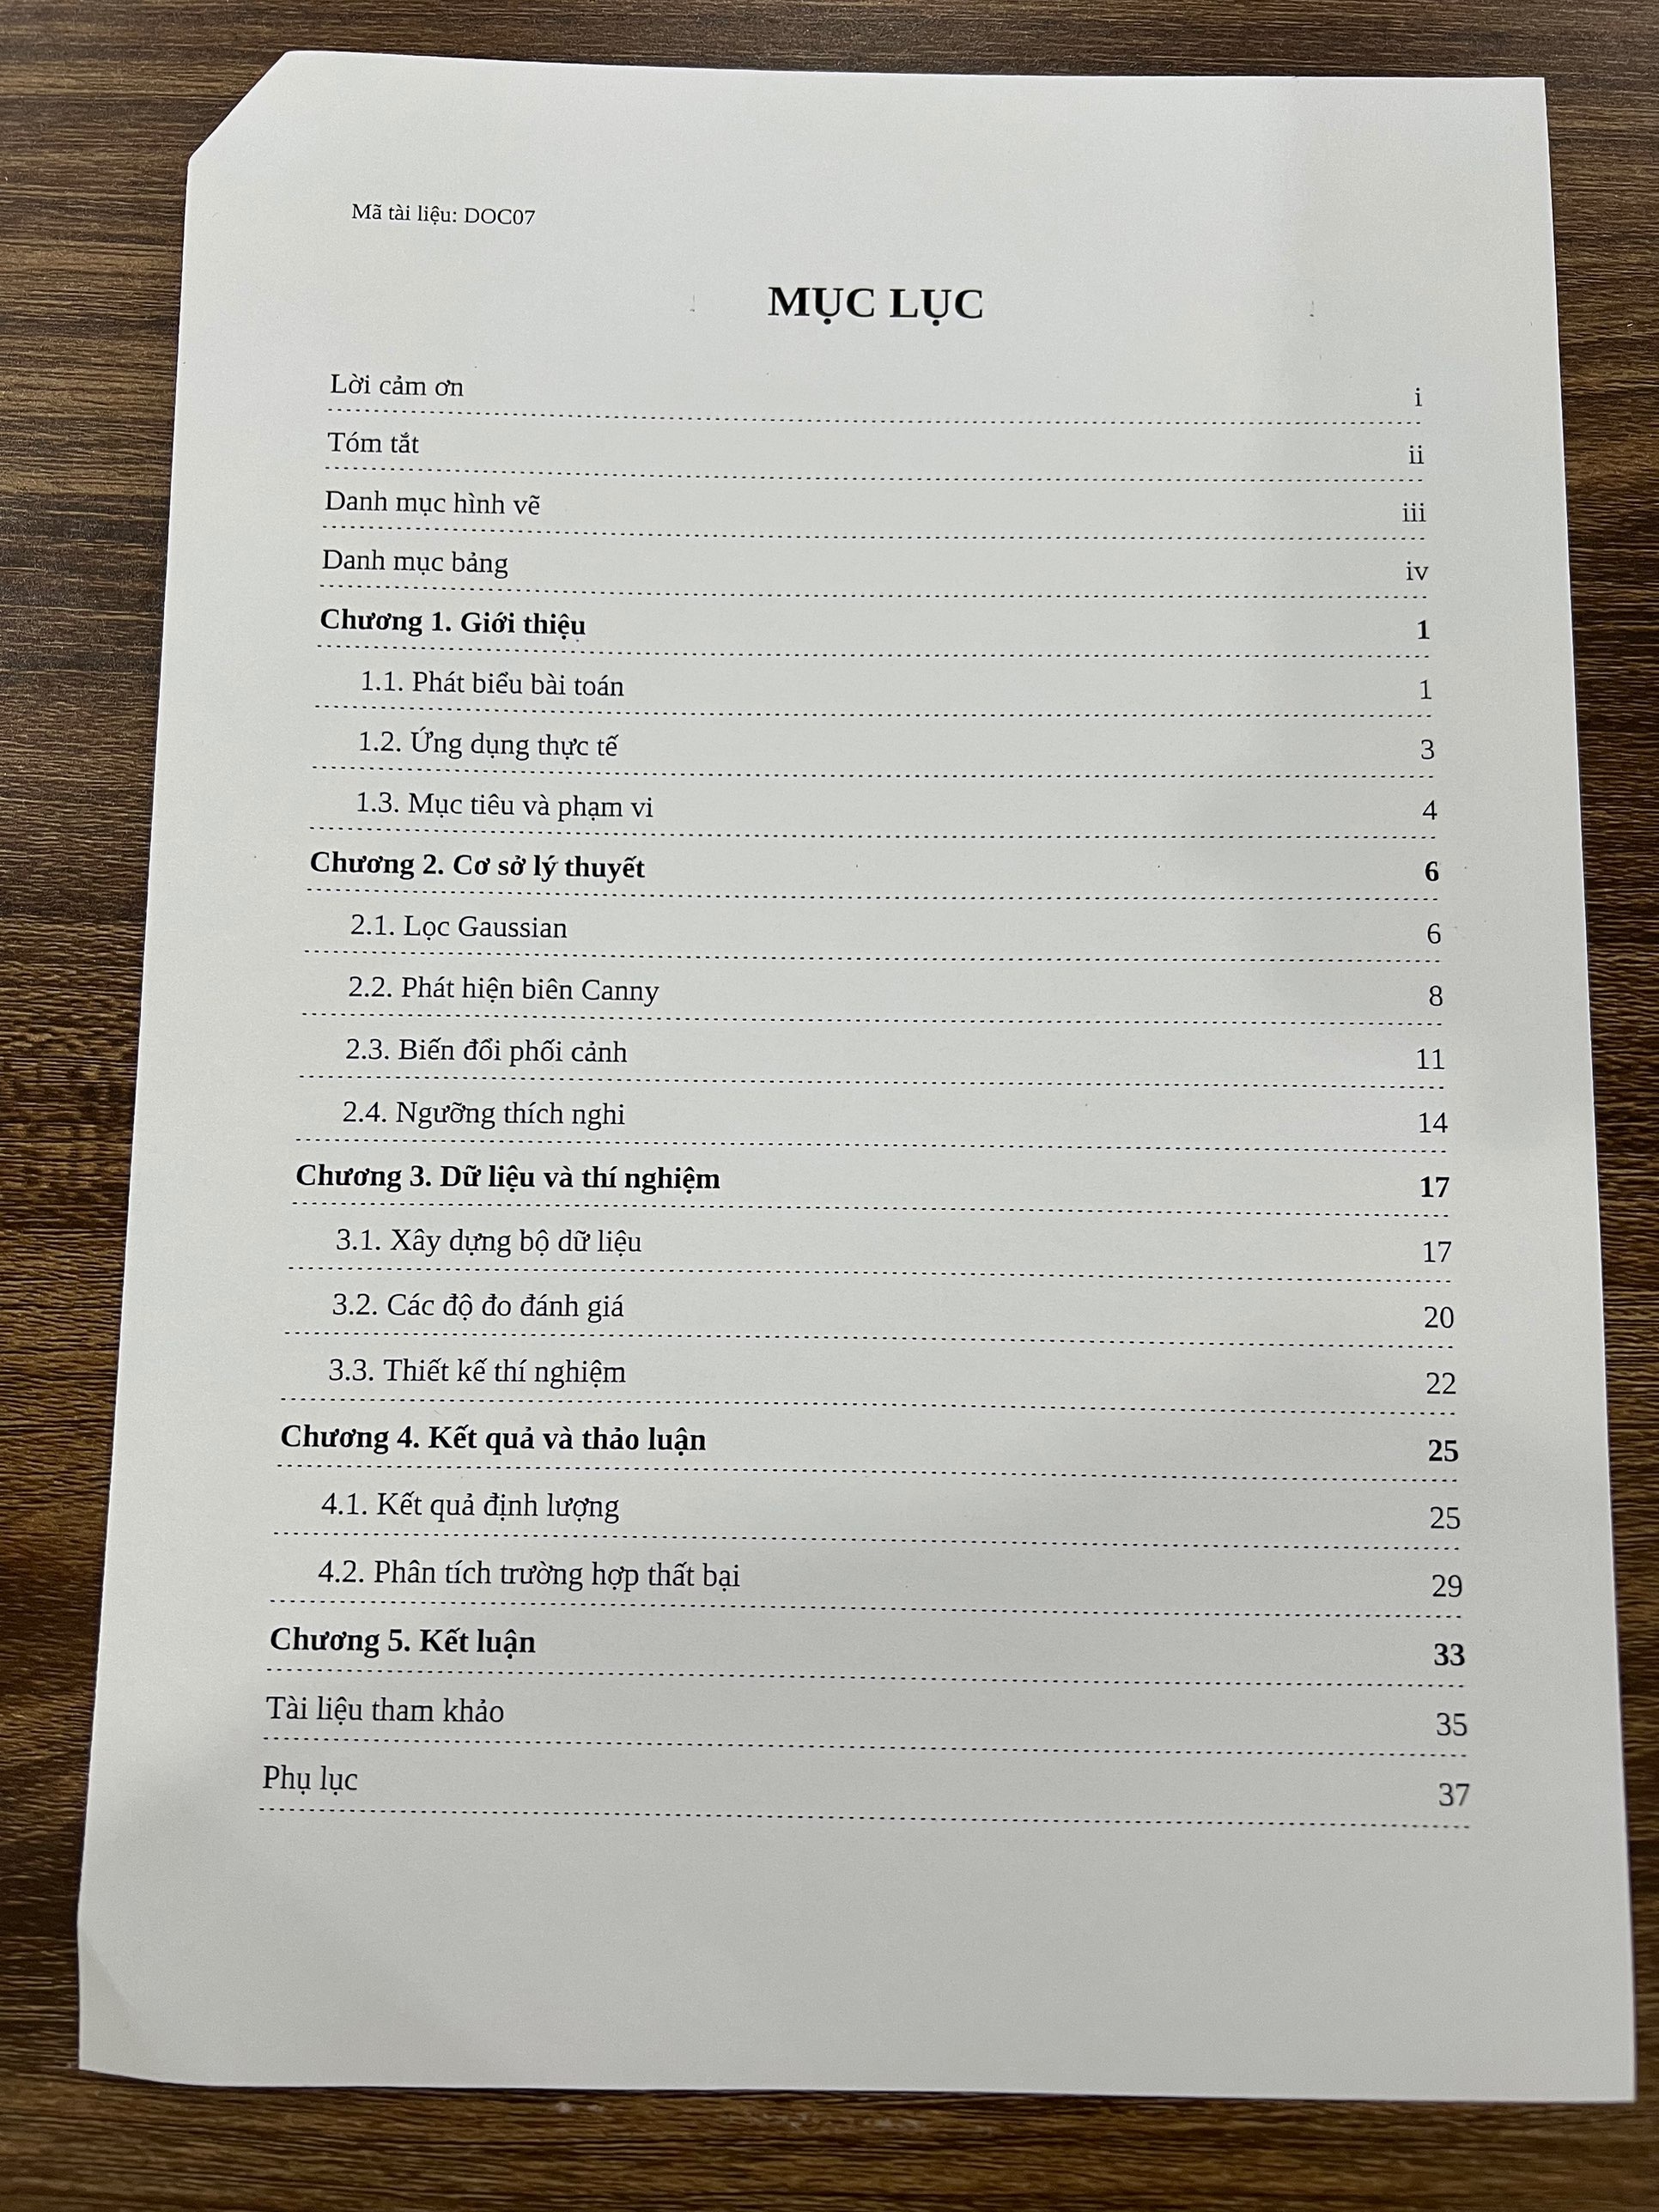 Mã tài liệu: DOC07
MỤC LỤC
Lời cảm ơn i
Tóm tắt ii
Danh mục hình vẽ iii
Danh mục bảng iv
Chương 1. Giới thiệu 1
1.1. Phát biểu bài toán 1
1.2. Ứng dụng thực tế 3
1.3. Mục tiêu và phạm vi 4
Chương 2. Cơ sở lý thuyết 6
2.1. Lọc Gaussian 6
2.2. Phát hiện biên Canny 8
2.3. Biến đổi phối cảnh 11
2.4. Ngưỡng thích nghi 14
Chương 3. Dữ liệu và thí nghiệm 17
3.1. Xây dựng bộ dữ liệu 17
3.2. Các độ đo đánh giá 20
3.3. Thiết kế thí nghiệm 22
Chương 4. Kết quả và thảo luận 25
4.1. Kết quả định lượng 25
4.2. Phân tích trường hợp thất bại 29
Chương 5. Kết luận 33
Tài liệu tham khảo 35
Phụ lục 37